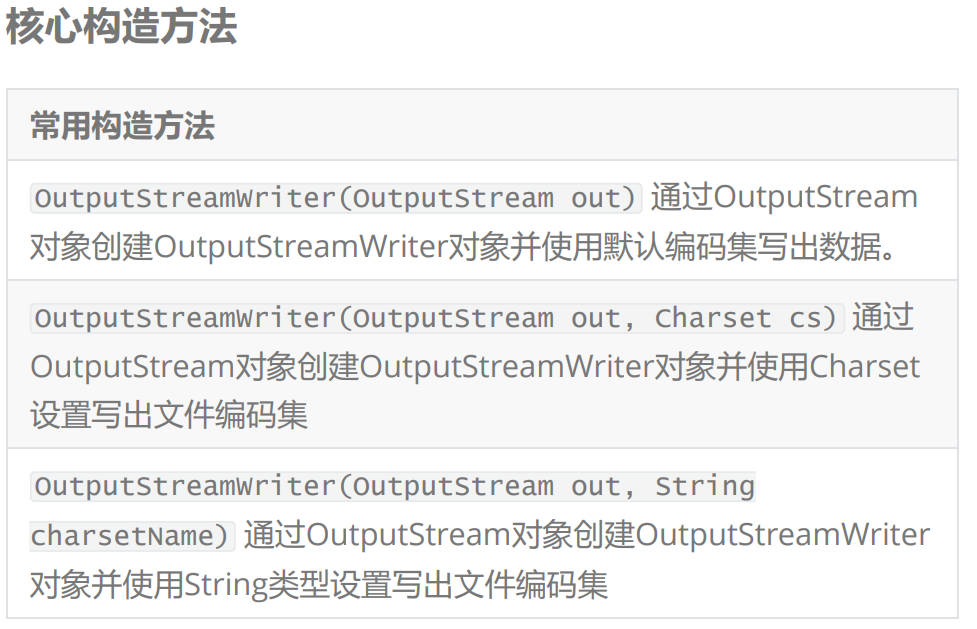 核心构造方法
常用构造方法
OutputStreamWriter(OutputStream out) 通过OutputStream
对象创建OutputStreamWriter对象并使用默认编码集写出数据。
OutputStreamWriter(OutputStream out, Charset cs) 通过
OutputStream对象创建OutputStreamWriter对象并使用Charset
设置写出文件编码集
OutputStreamWriter(OutputStream out, String
charsetName) 通过OutputStream对象创建OutputStreamWriter
对象并使用String类型设置写出文件编码集